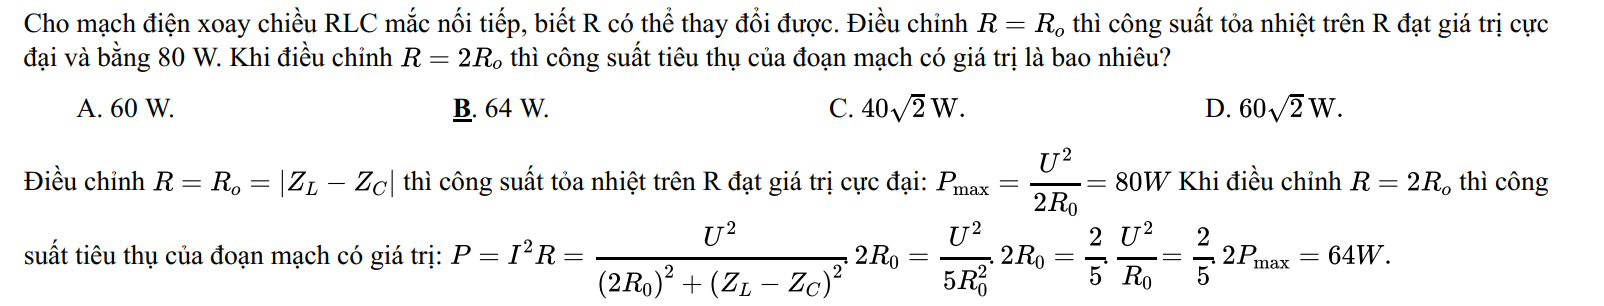 Cho mạch điện xoay chiều RLC mắc nối tiếp, biết R có thể thay đổi được. Điều chỉnh $R = R_o$ thì công suất tỏa nhiệt trên R đạt giá trị cực
đại và bằng 80 W. Khi điều chỉnh $R = 2R_o$ thì công suất tiêu thụ của đoạn mạch có giá trị là bao nhiêu?
A. 60 W. B. 64 W. C. $40\sqrt{2}$ W. D. $60\sqrt{2}$ W.
Điều chỉnh $R = R_o = |Z_L - Z_C|$ thì công suất tỏa nhiệt trên R đạt giá trị cực đại: $P_{\max} = \dfrac{U^2}{2R_0} = 80W$ Khi điều chỉnh $R = 2R_o$ thì công
suất tiêu thụ của đoạn mạch có giá trị: $P = I^2R = \dfrac{U^2}{(2R_0)^2 + (Z_L - Z_C)^2}.2R_0 = \dfrac{U^2}{5R_0^2}.2R_0 = \dfrac{2}{5}.\dfrac{U^2}{R_0} = \dfrac{2}{5}.2P_{\max} = 64W.$